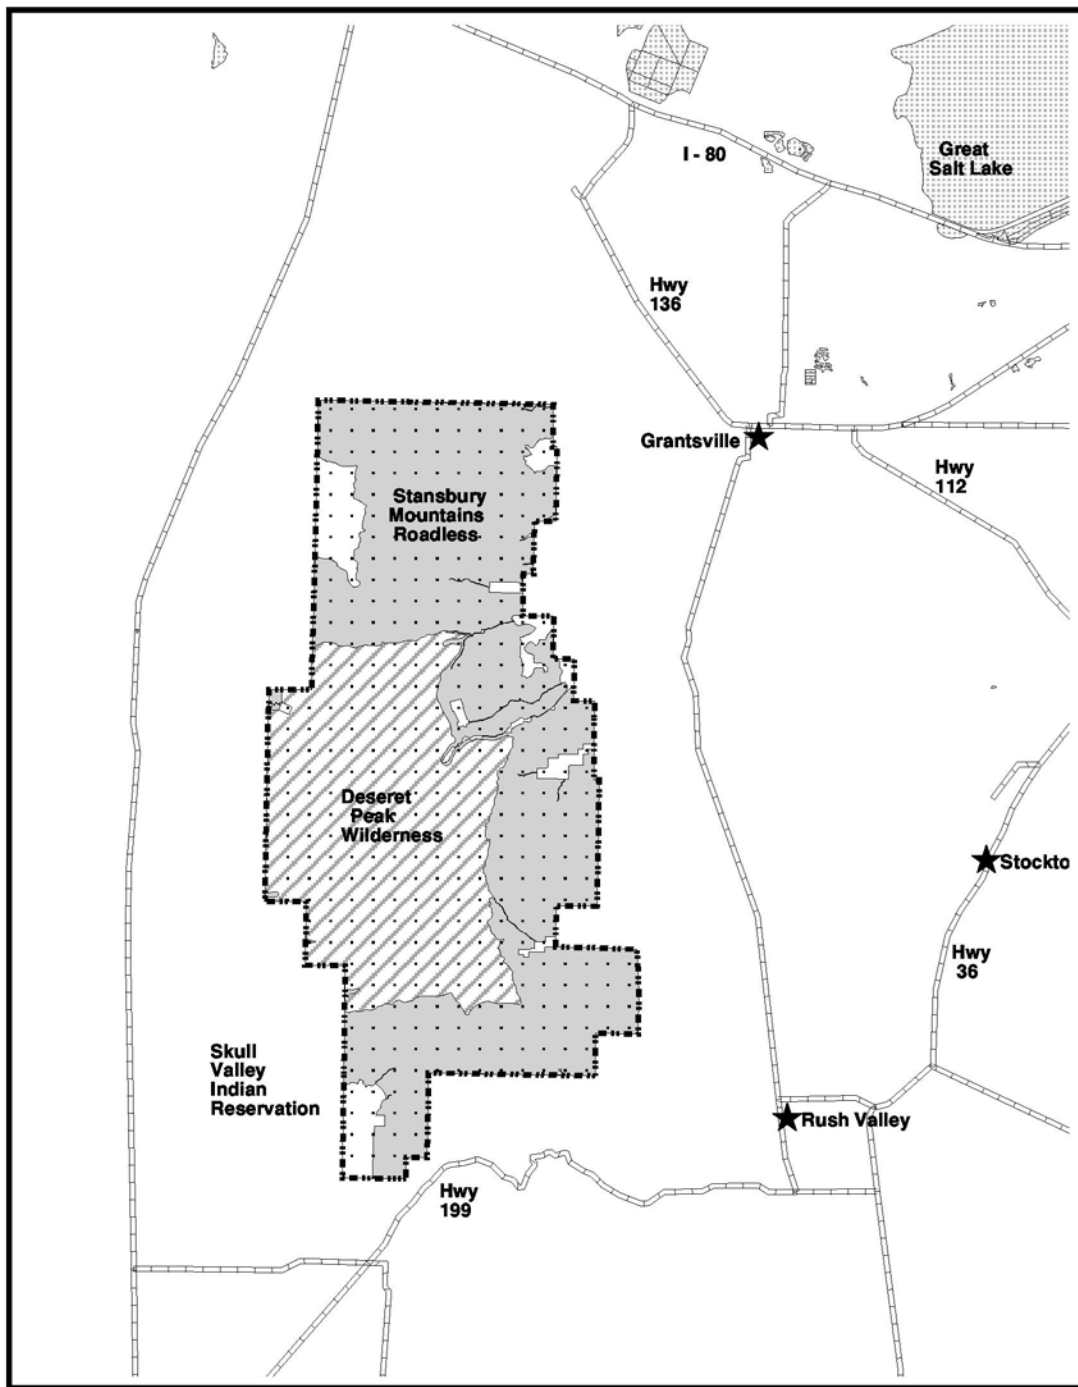 Great
Salt Lake
I - 80
Hwy
136
Grantsville
Hwy
112
Stansbury
Mountains
Roadless
Deseret
Peak
Wilderness
Stockto
Hwy
36
Skull
Valley
Indian
Reservation
Rush Valley
Hwy
199